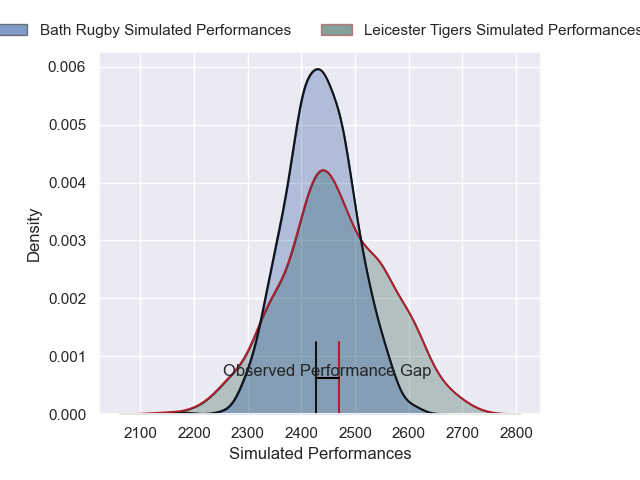 Bath Rugby Simulated Performances
Leicester Tigers Simulated Performances
0.006
0.005
0.004
0.003
0.002
0.001
0.000
Density
Observed Performance Gap
2100 2200 2300 2400 2500 2600 2700 2800
Simulated Performances